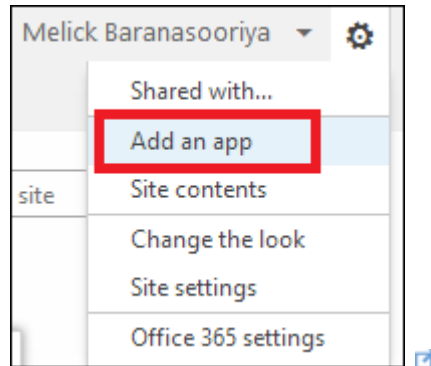 Melick Baranasooriya
Shared with...
Add an app
site
Site contents
Change the look
Site settings
Office 365 settings